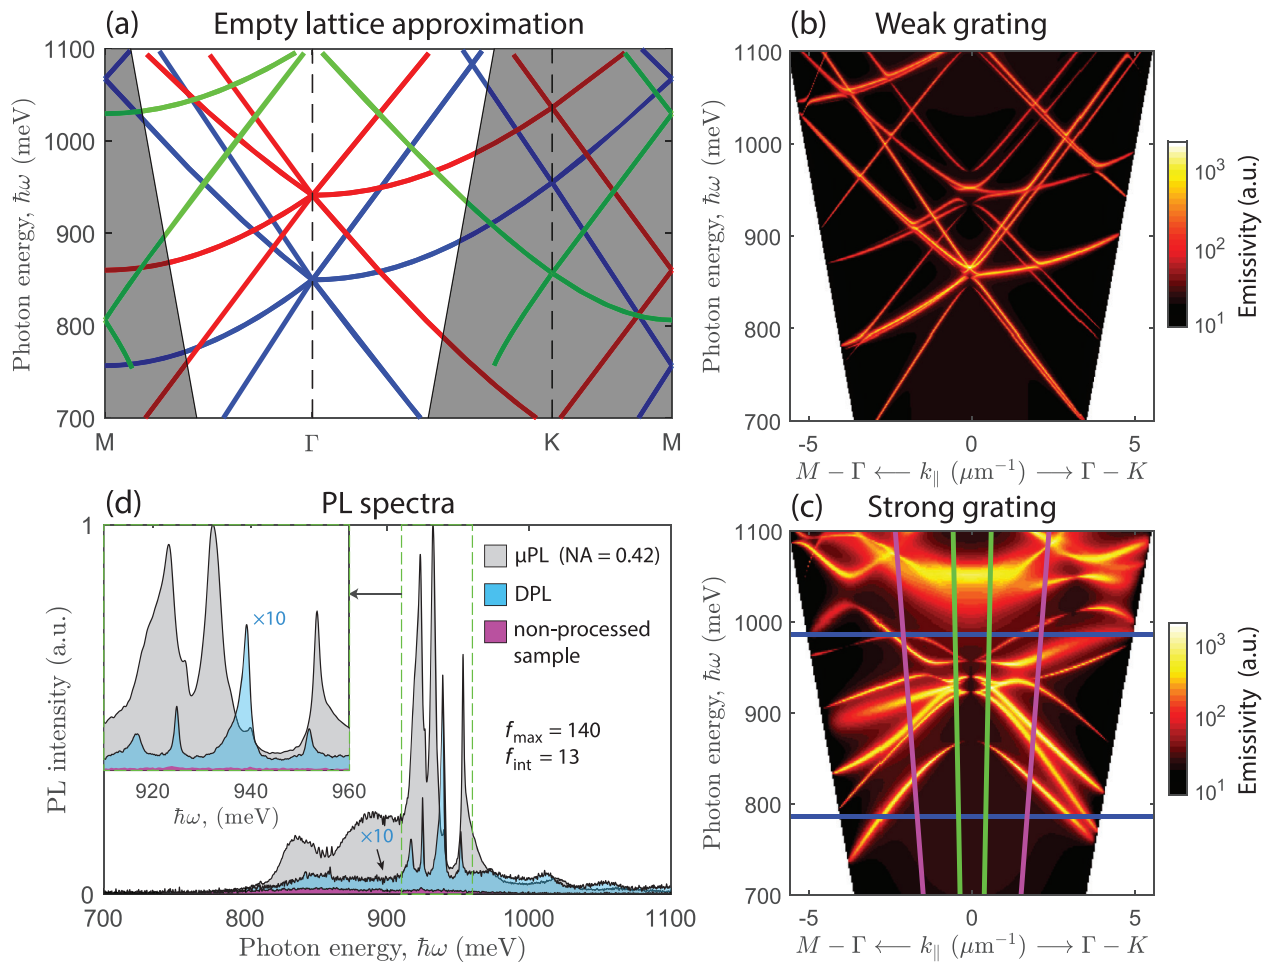 (a) Empty lattice approximation
1100
1000
900
800
700
Photon energy, ħω (meV)
M Γ K M
(b) Weak grating
1100
1000
900
800
700
Photon energy, ħω (meV)
-5 0 5
M − Γ ⟵ k∥ (μm⁻¹) ⟶ Γ − K
10³
10²
10¹
Emissivity (a.u.)
(d) PL spectra
1
0
PL intensity (a.u.)
×10
920 940 960
ħω, (meV)
μPL (NA = 0.42)
DPL
non-processed
sample
fmax = 140
fint = 13
×10
700 800 900 1000 1100
Photon energy, ħω (meV)
(c) Strong grating
1100
1000
900
800
700
Photon energy, ħω (meV)
-5 0 5
M − Γ ⟵ k∥ (μm⁻¹) ⟶ Γ − K
10³
10²
10¹
Emissivity (a.u.)